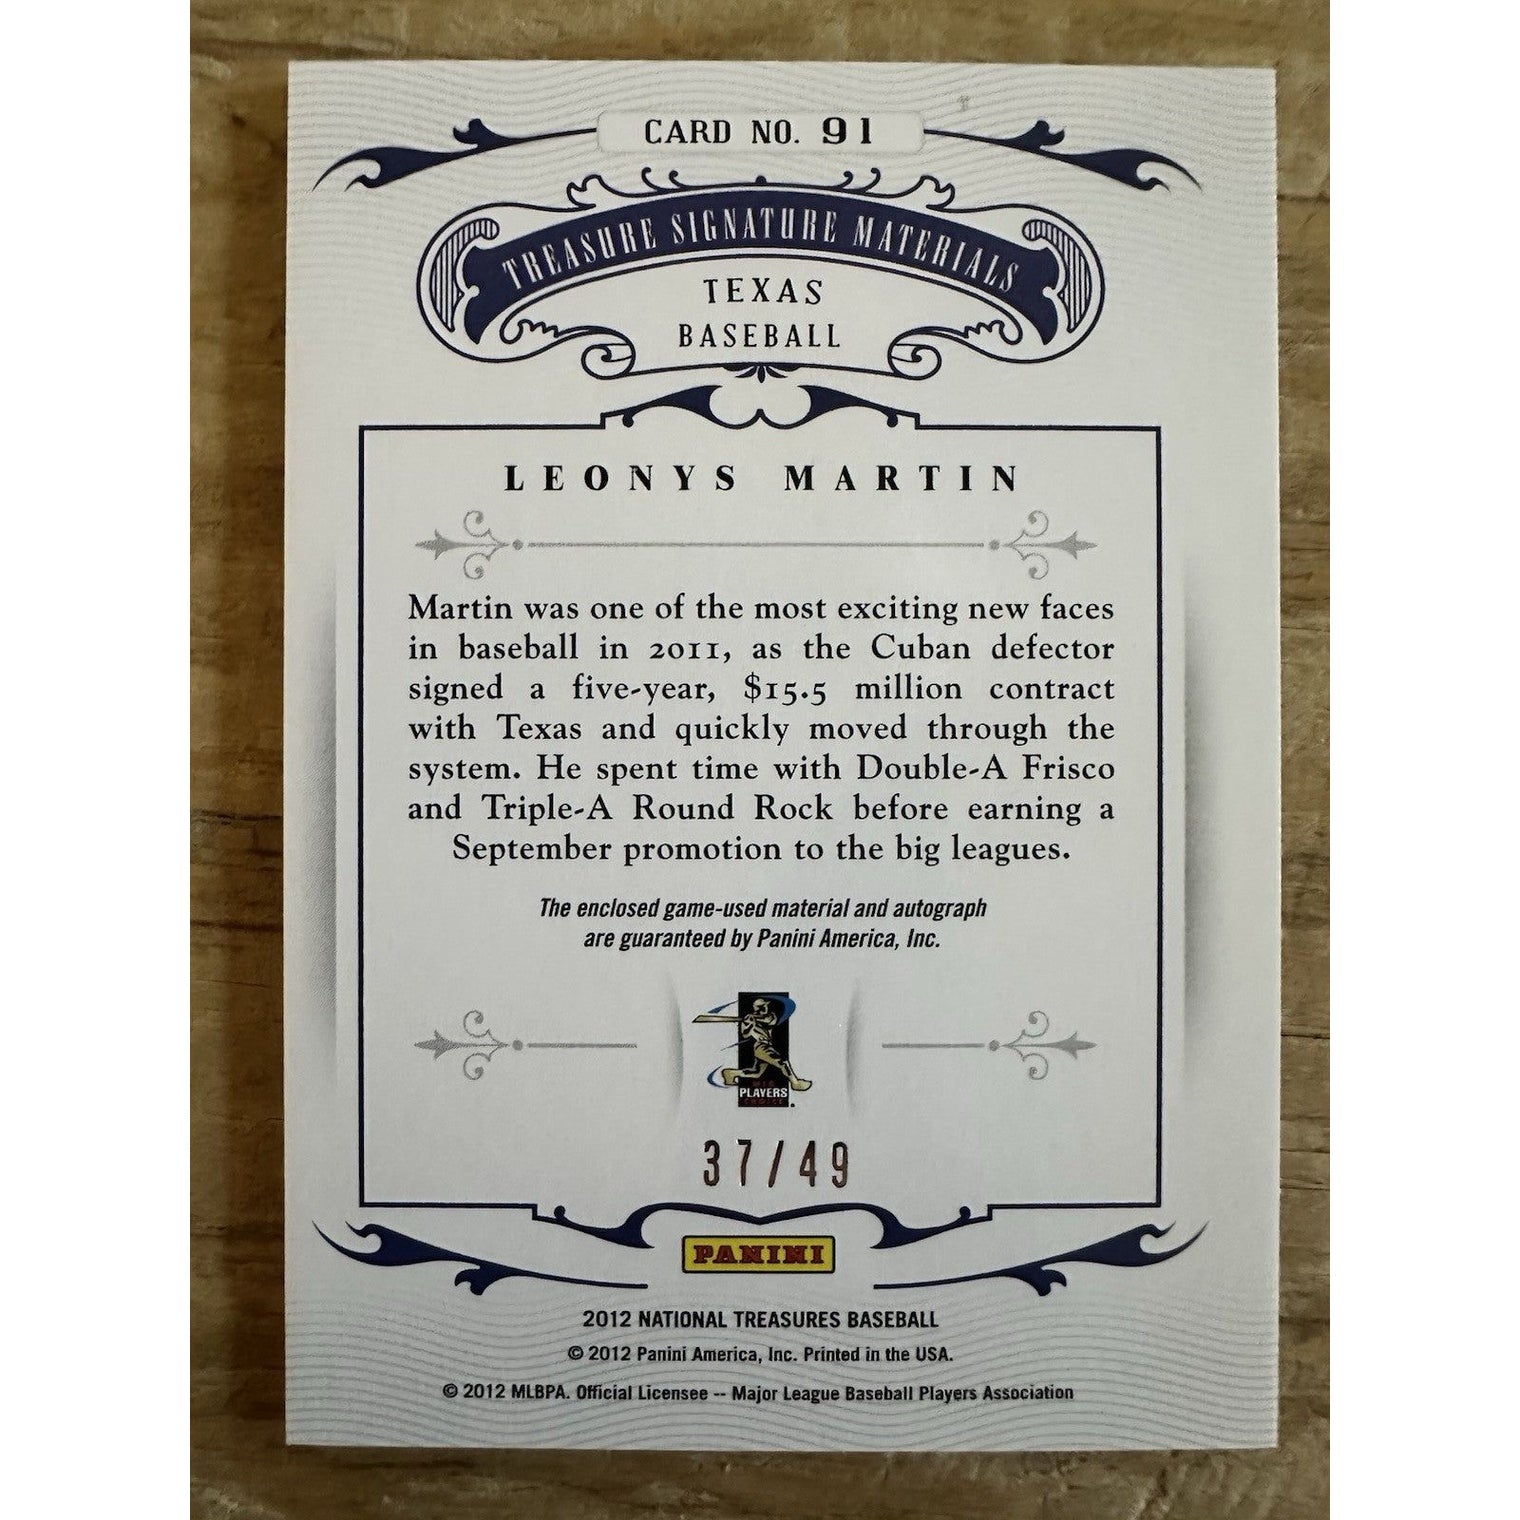 CARD NO. 91
TREASURE SIGNATURE MATERIALS
TEXAS
BASEBALL
LEONYS MARTIN
Martin was one of the most exciting new faces
in baseball in 2011, as the Cuban defector
signed a five-year, $15.5 million contract
with Texas and quickly moved through the
system. He spent time with Double-A Frisco
and Triple-A Round Rock before earning a
September promotion to the big leagues.
The enclosed game-used material and autograph
are guaranteed by Panini America, Inc.
MLB
PLAYERS
CHOICE
37/49
PANINI
2012 NATIONAL TREASURES BASEBALL
© 2012 Panini America, Inc. Printed in the USA.
© 2012 MLBPA. Official Licensee -- Major League Baseball Players Association